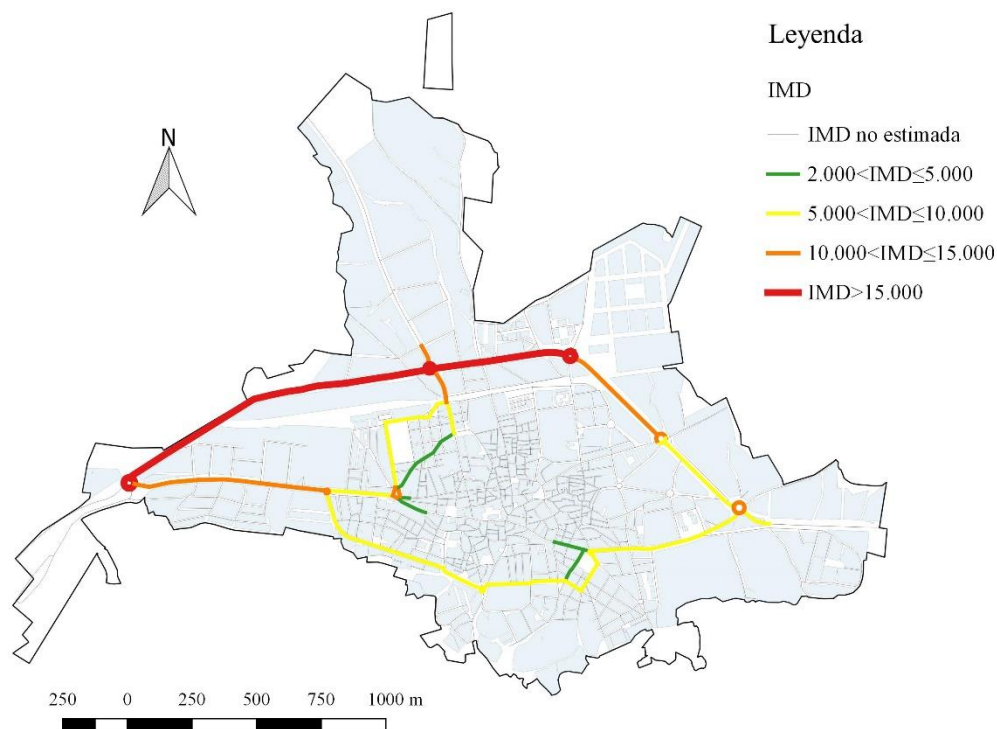 Leyenda
IMD
N
IMD no estimada
2.000<IMD≤5.000
5.000<IMD≤10.000
10.000<IMD≤15.000
IMD>15.000
250 0 250 500 750 1000 m